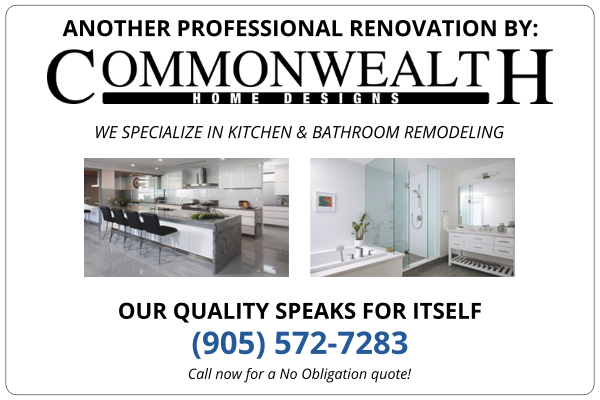 ANOTHER PROFESSIONAL RENOVATION BY:
COMMONWEALTH
HOME DESIGNS
WE SPECIALIZE IN KITCHEN & BATHROOM REMODELING
OUR QUALITY SPEAKS FOR ITSELF
(905) 572-7283
Call now for a No Obligation quote!